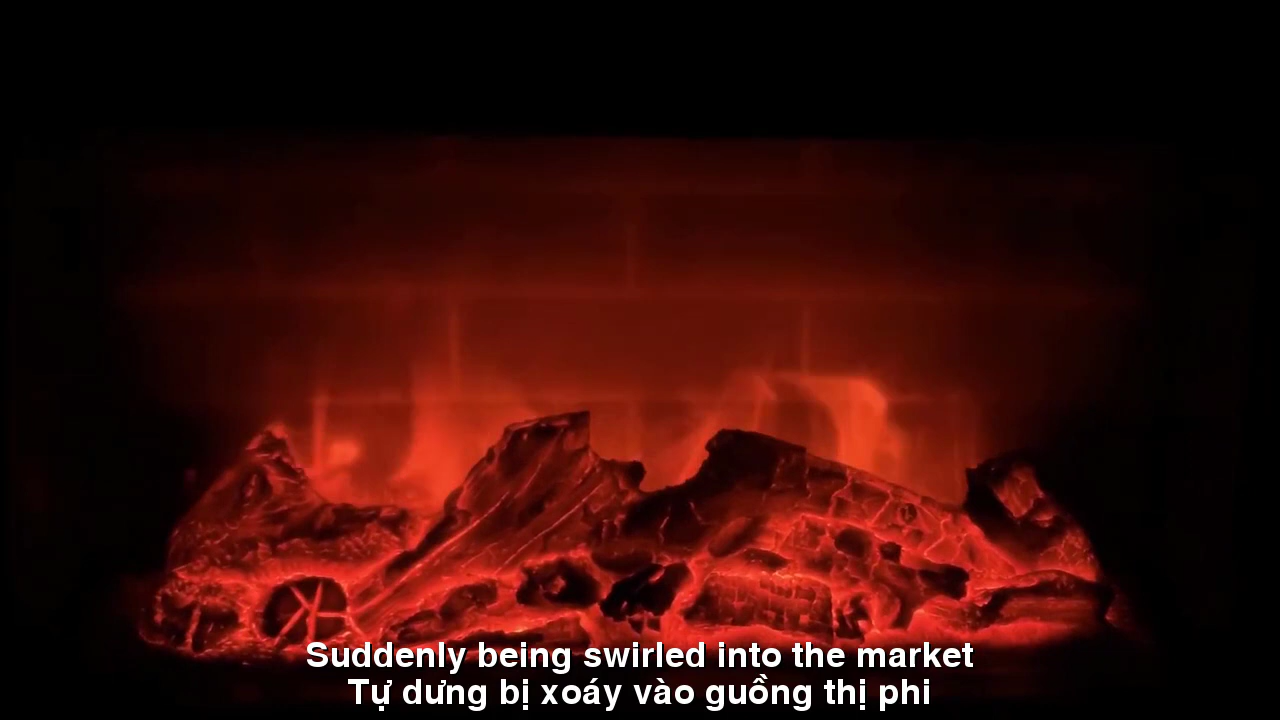 Suddenly being swirled into the market
Tự dưng bị xoáy vào guồng thị phi